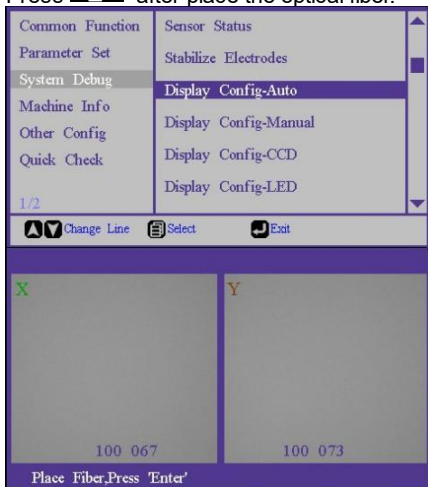 Press after place the optical fiber.
Common Function
Parameter Set
System Debug
Machine Info
Other Config
Quick Check
1/2
Sensor Status
Stabilize Electrodes
Display Config-Auto
Display Config-Manual
Display Config-CCD
Display Config-LED
Change Line Select Exit
X Y
100 067 100 073
Place Fiber,Press 'Enter'